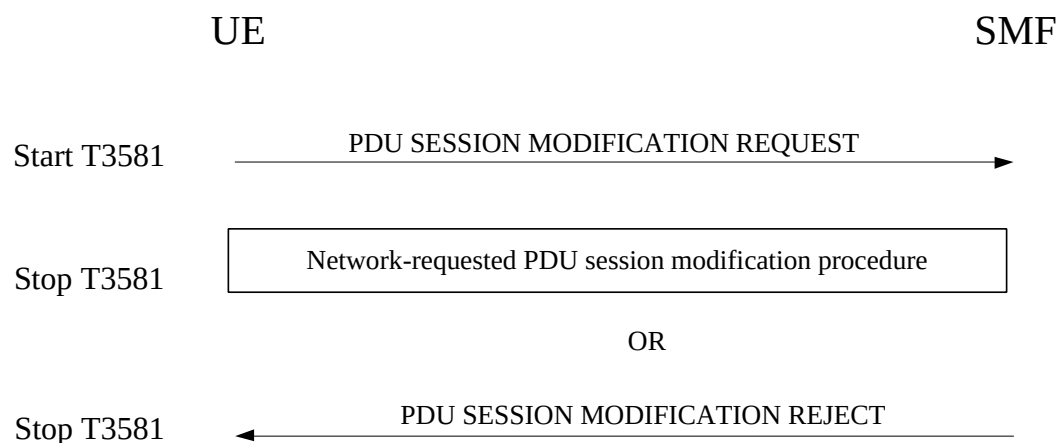 UE SMF
Start T3581 PDU SESSION MODIFICATION REQUEST
Stop T3581 Network-requested PDU session modification procedure
OR
Stop T3581 PDU SESSION MODIFICATION REJECT